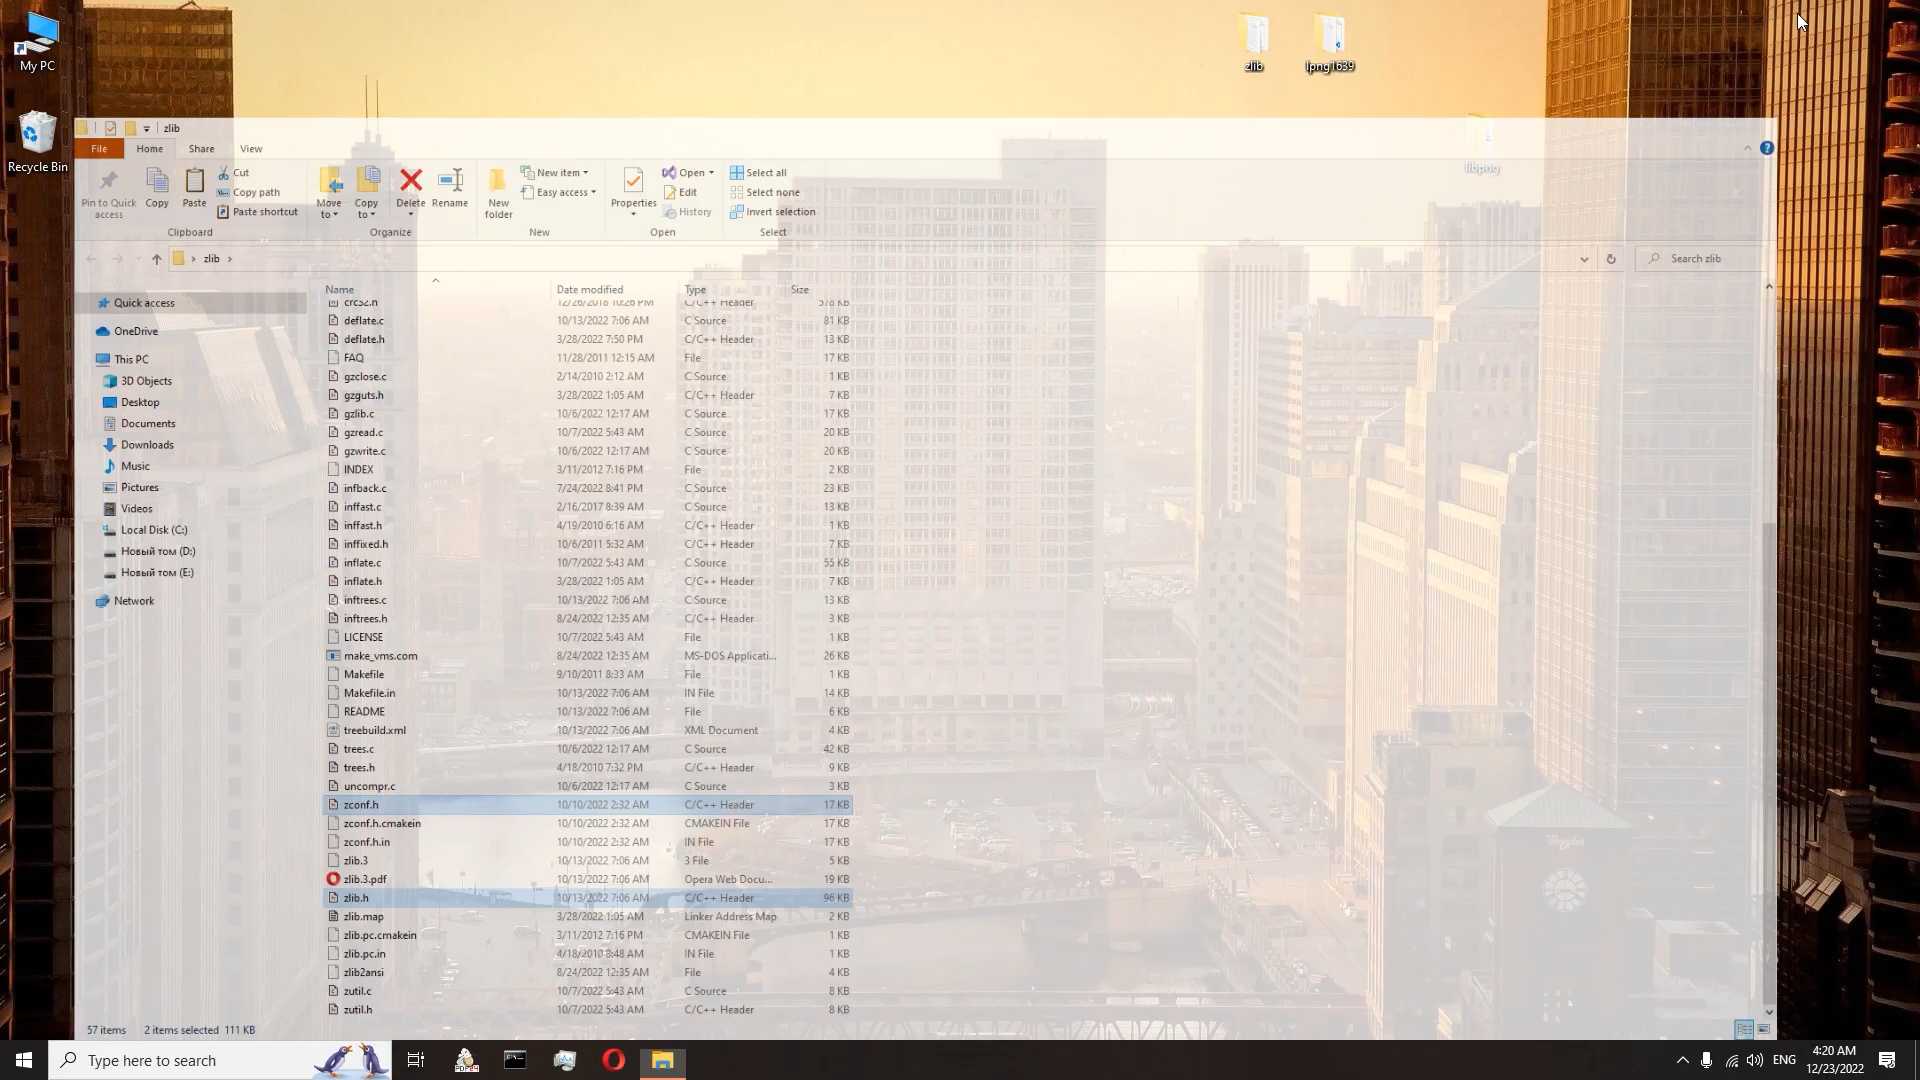 My PC
Recycle Bin
zlib
lpng1639
libpng
zlib
File Home Share View
Pin to Quick access
Copy
Paste
Cut
Copy path
Paste shortcut
Clipboard
Move to
Copy to
Delete
Rename
Organize
New folder
New item
Easy access
New
Properties
Open
Edit
History
Open
Select all
Select none
Invert selection
Select
zlib
Search zlib
Quick access
OneDrive
This PC
3D Objects
Desktop
Documents
Downloads
Music
Pictures
Videos
Local Disk (C:)
Новый том (D:)
Новый том (E:)
Network
Name Date modified Type Size
crc32.h 12/26/2018 10:26 PM C/C++ Header 578 KB
deflate.c 10/13/2022 7:06 AM C Source 81 KB
deflate.h 3/28/2022 7:50 PM C/C++ Header 13 KB
FAQ 11/28/2011 12:15 AM File 17 KB
gzclose.c 2/14/2010 2:12 AM C Source 1 KB
gzguts.h 3/28/2022 1:05 AM C/C++ Header 7 KB
gzlib.c 10/6/2022 12:17 AM C Source 17 KB
gzread.c 10/7/2022 5:43 AM C Source 20 KB
gzwrite.c 10/6/2022 12:17 AM C Source 20 KB
INDEX 3/11/2012 7:16 PM File 2 KB
infback.c 7/24/2022 8:41 PM C Source 23 KB
inffast.c 2/16/2017 8:39 AM C Source 13 KB
inffast.h 4/19/2010 6:16 AM C/C++ Header 1 KB
inffixed.h 10/6/2011 5:32 AM C/C++ Header 7 KB
inflate.c 10/7/2022 5:43 AM C Source 55 KB
inflate.h 3/28/2022 1:05 AM C/C++ Header 7 KB
inftrees.c 10/13/2022 7:06 AM C Source 13 KB
inftrees.h 8/24/2022 12:35 AM C/C++ Header 3 KB
LICENSE 10/7/2022 5:43 AM File 1 KB
make_vms.com 8/24/2022 12:35 AM MS-DOS Applicati... 26 KB
Makefile 9/10/2011 8:33 AM File 1 KB
Makefile.in 10/13/2022 7:06 AM IN File 14 KB
README 10/13/2022 7:06 AM File 6 KB
treebuild.xml 10/13/2022 7:06 AM XML Document 4 KB
trees.c 10/6/2022 12:17 AM C Source 42 KB
trees.h 4/18/2010 7:32 PM C/C++ Header 9 KB
uncompr.c 10/6/2022 12:17 AM C Source 3 KB
zconf.h 10/10/2022 2:32 AM C/C++ Header 17 KB
zconf.h.cmakein 10/10/2022 2:32 AM CMAKEIN File 17 KB
zconf.h.in 10/10/2022 2:32 AM IN File 17 KB
zlib.3 10/13/2022 7:06 AM 3 File 5 KB
zlib.3.pdf 10/13/2022 7:06 AM Opera Web Docu... 19 KB
zlib.h 10/13/2022 7:06 AM C/C++ Header 96 KB
zlib.map 3/28/2022 1:05 AM Linker Address Map 2 KB
zlib.pc.cmakein 3/11/2012 7:16 PM CMAKEIN File 1 KB
zlib.pc.in 4/18/2010 8:48 AM IN File 1 KB
zlib2ansi 8/24/2022 12:35 AM File 4 KB
zutil.c 10/7/2022 5:43 AM C Source 8 KB
zutil.h 10/7/2022 5:43 AM C/C++ Header 8 KB
57 items 2 items selected 111 KB
Type here to search
ENG
4:20 AM
12/23/2022